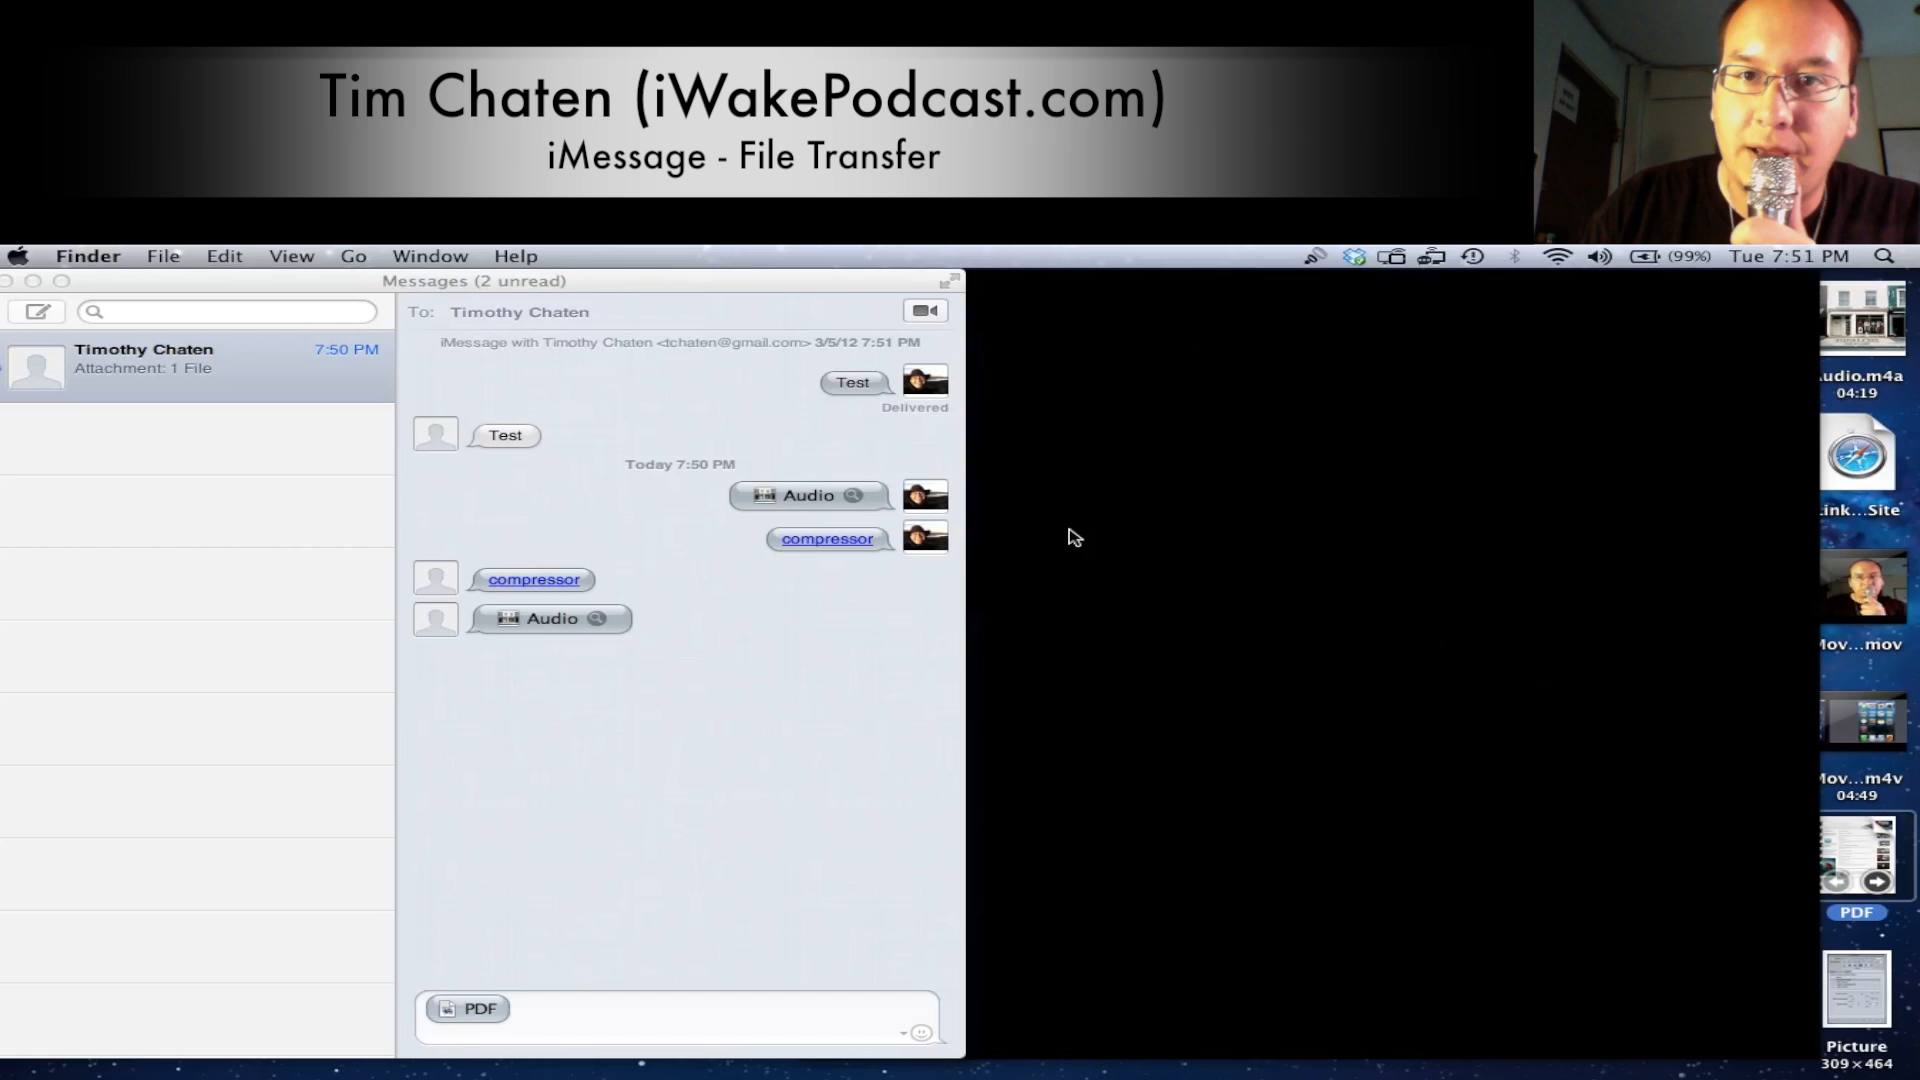 Tim Chaten (iWakePodcast.com)
iMessage - File Transfer
Finder File Edit View Go Window Help (99%) Tue 7:51 PM
Messages (2 unread)
To: Timothy Chaten
Timothy Chaten 7:50 PM
Attachment: 1 File
iMessage with Timothy Chaten <tchaten@gmail.com> 3/5/12 7:51 PM
Test
Delivered
Test
Today 7:50 PM
Audio
compressor
compressor
Audio
PDF
udio.m4a
04:19
ink...Site
Mov...mov
Mov...m4v
04:49
PDF
Picture
309×464